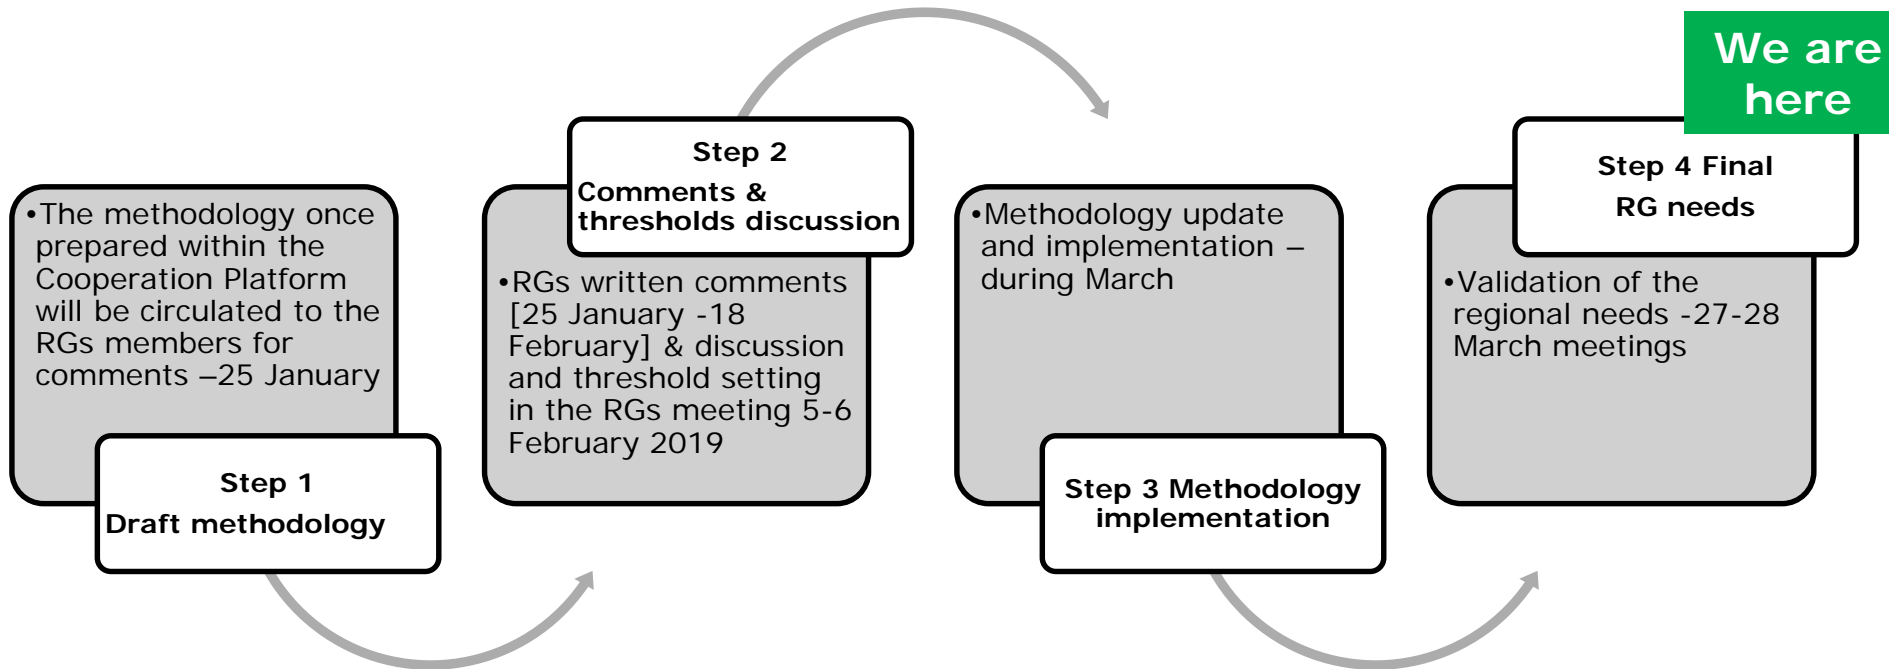 •The methodology once
prepared within the
Cooperation Platform
will be circulated to the
RGs members for
comments –25 January
Step 1
Draft methodology
Step 2
Comments &
thresholds discussion
•RGs written comments
[25 January -18
February] & discussion
and threshold setting
in the RGs meeting 5-6
February 2019
•Methodology update
and implementation –
during March
Step 3 Methodology
implementation
We are
here
Step 4 Final
RG needs
•Validation of the
regional needs -27-28
March meetings